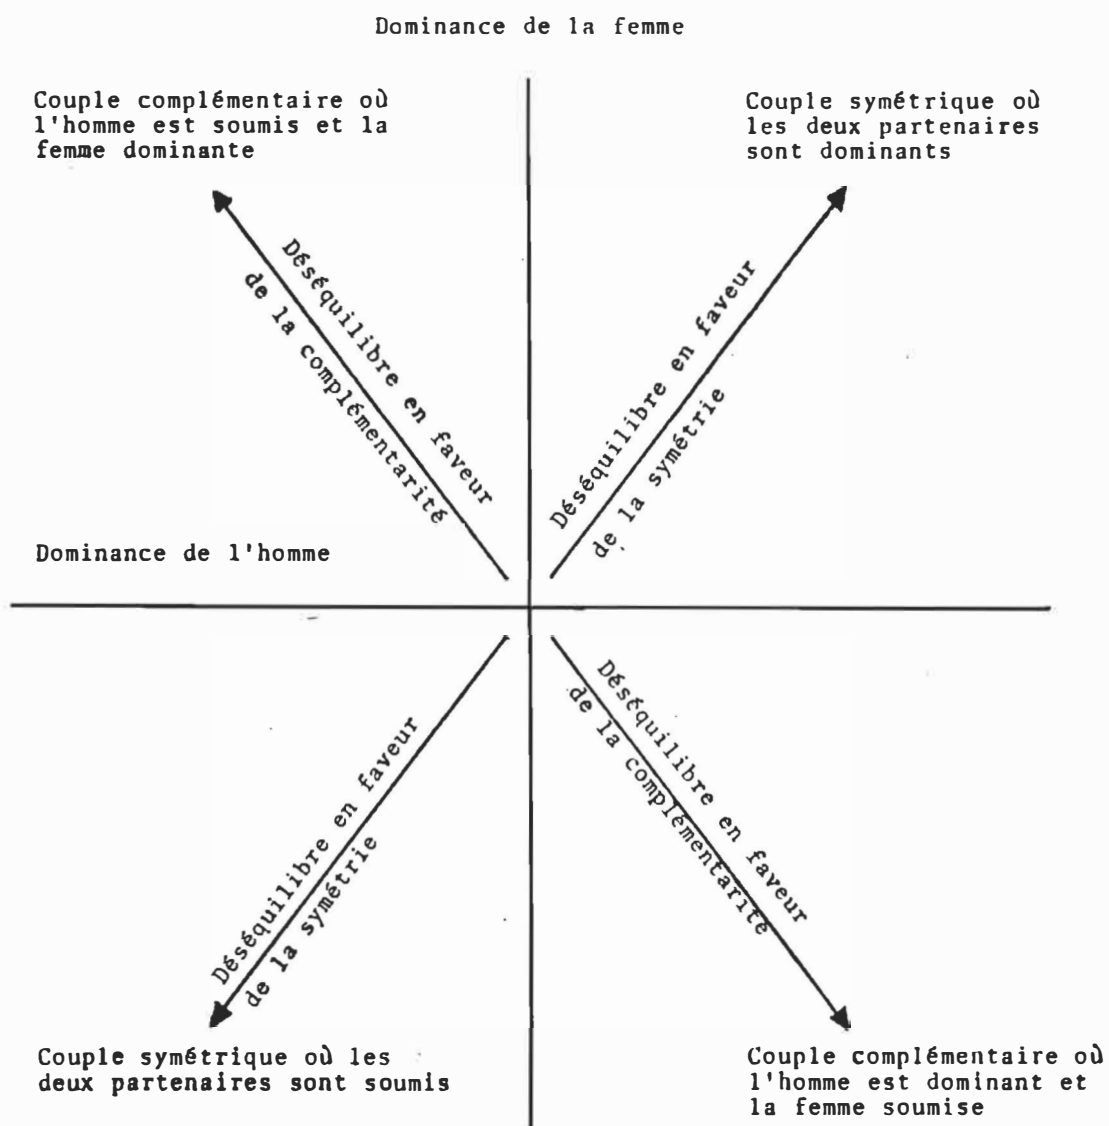 Dominance de la femme
Couple complémentaire où
l'homme est soumis et la
femme dominante
Couple symétrique où
les deux partenaires
sont dominants
Déséquilibre en faveur
de la complémentarité
Déséquilibre en faveur
de la symétrie
Dominance de l'homme
Déséquilibre en faveur
de la symétrie
Déséquilibre en faveur
de la complémentarité
Couple symétrique où les
deux partenaires sont soumis
Couple complémentaire où
l'homme est dominant et
la femme soumise